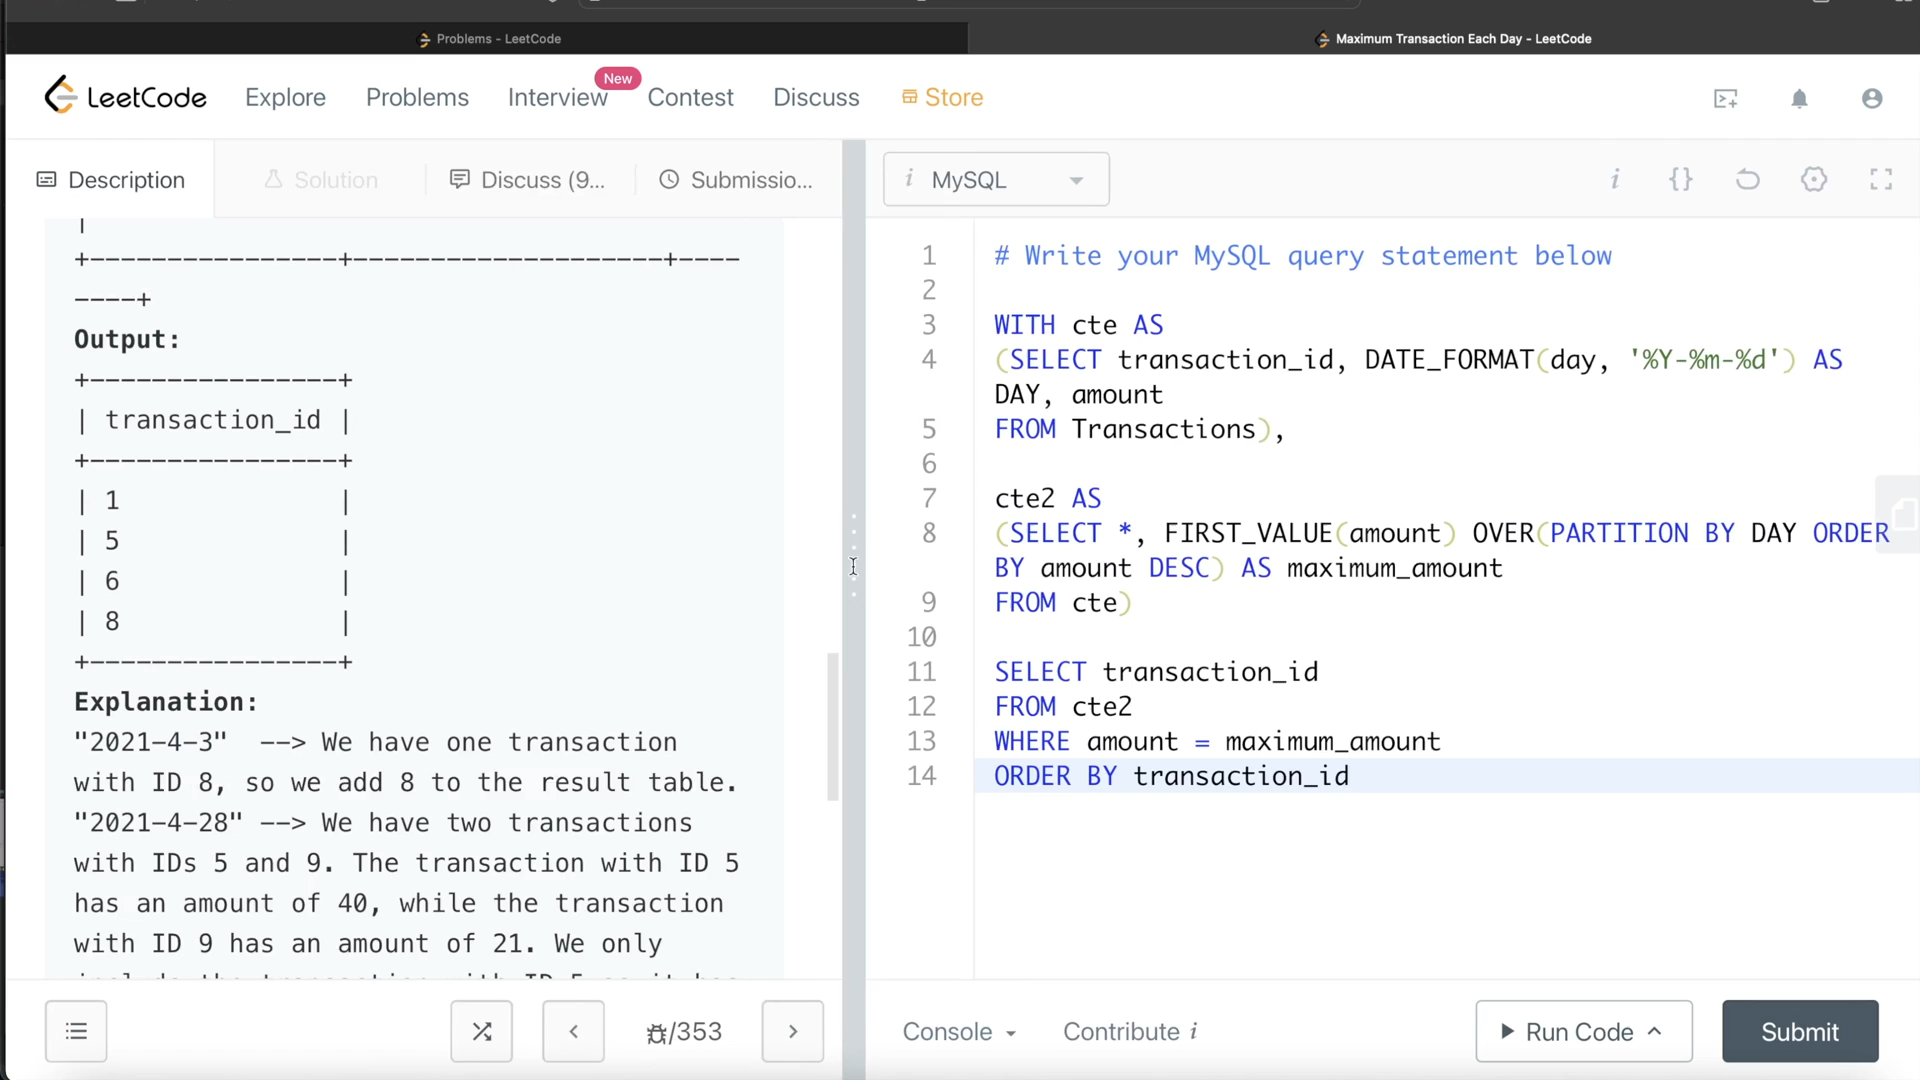 Problems - LeetCode
Maximum Transaction Each Day - LeetCode
LeetCode Explore Problems Interview New Contest Discuss Store
Description Solution Discuss (9... Submissio...
|
+----------------+--------------------+----
-----+
Output:
+----------------+
| transaction_id |
+----------------+
| 1              |
| 5              |
| 6              |
| 8              |
+----------------+
Explanation:
"2021-4-3"  --> We have one transaction
with ID 8, so we add 8 to the result table.
"2021-4-28" --> We have two transactions
with IDs 5 and 9. The transaction with ID 5
has an amount of 40, while the transaction
with ID 9 has an amount of 21. We only
/353
i MySQL
i {}
1 # Write your MySQL query statement below
2
3 WITH cte AS
4 (SELECT transaction_id, DATE_FORMAT(day, '%Y-%m-%d') AS
DAY, amount
5 FROM Transactions),
6
7 cte2 AS
8 (SELECT *, FIRST_VALUE(amount) OVER(PARTITION BY DAY ORDER
BY amount DESC) AS maximum_amount
9 FROM cte)
10
11 SELECT transaction_id
12 FROM cte2
13 WHERE amount = maximum_amount
14 ORDER BY transaction_id
Console Contribute i Run Code Submit